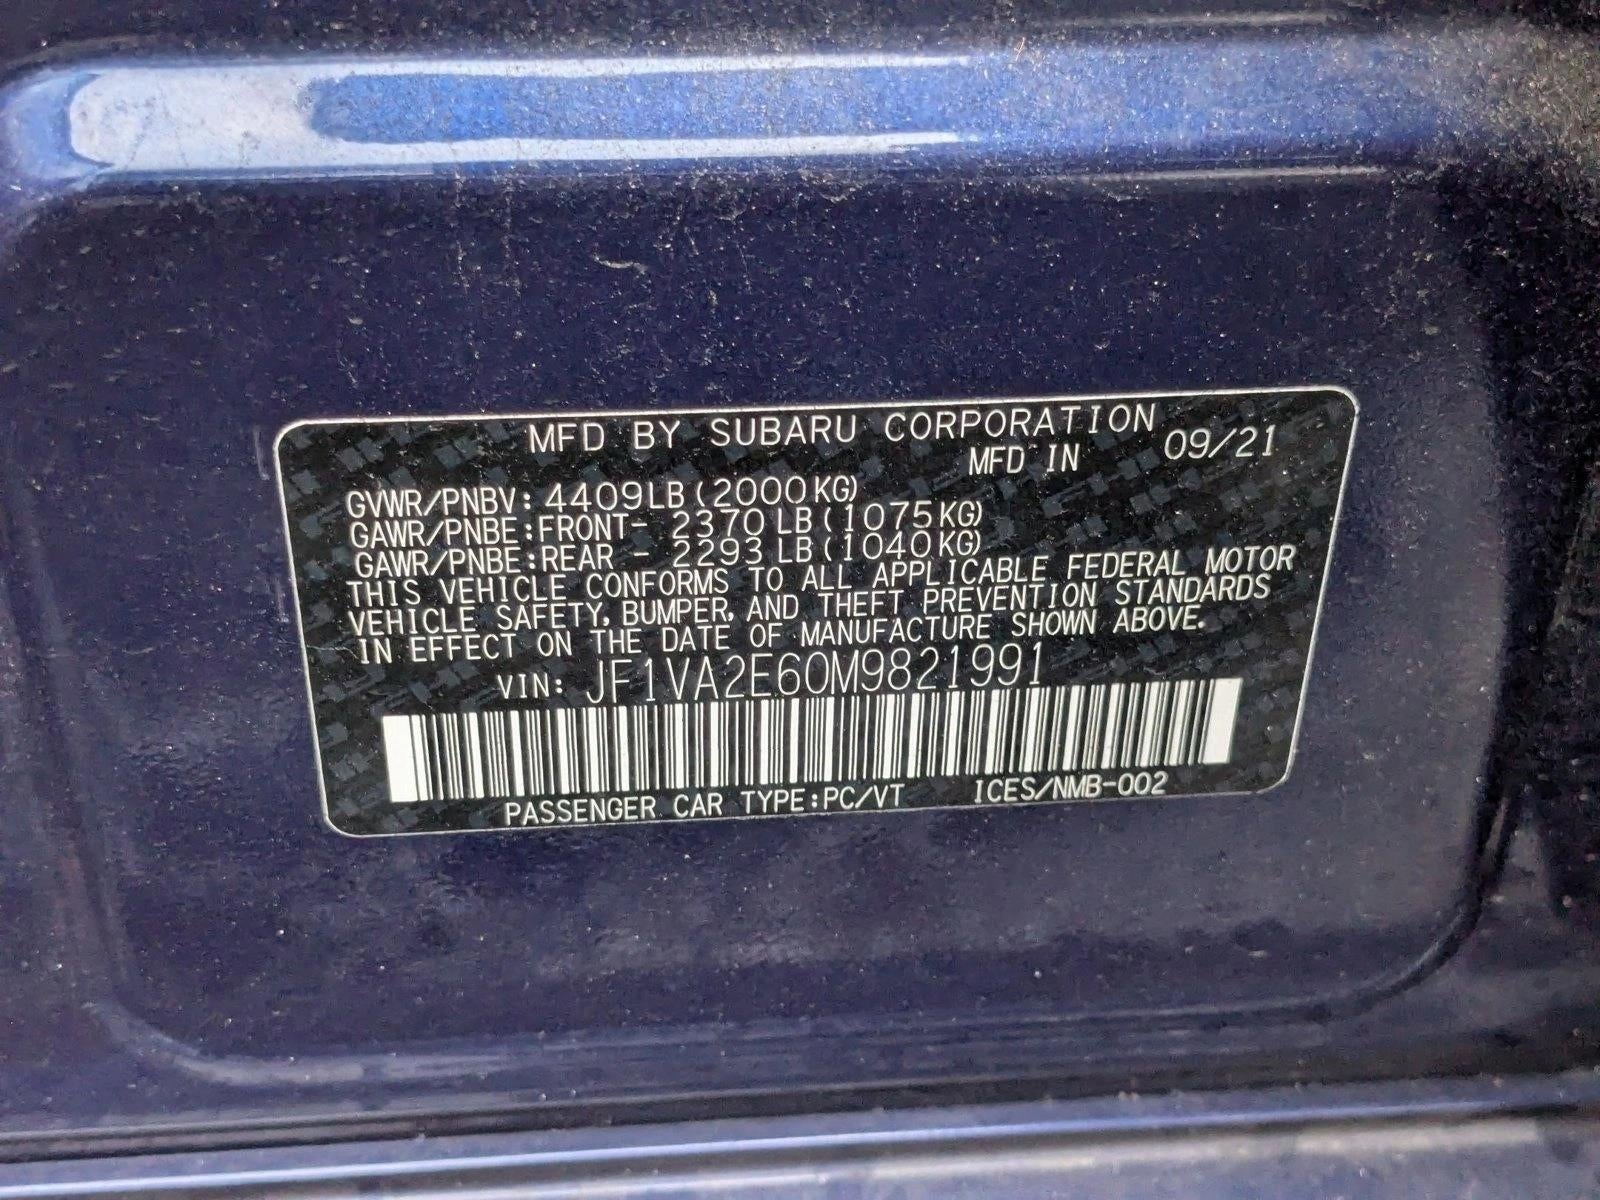 MFD BY SUBARU CORPORATION
MFD IN 09/21
GVWR/PNBV: 4409LB(2000KG)
GAWR/PNBE:FRONT- 2370LB(1075KG)
GAWR/PNBE:REAR - 2293LB(1040KG)
THIS VEHICLE CONFORMS TO ALL APPLICABLE FEDERAL MOTOR
VEHICLE SAFETY, BUMPER, AND THEFT PREVENTION STANDARDS
IN EFFECT ON THE DATE OF MANUFACTURE SHOWN ABOVE.
VIN: JF1VA2E60M9821991
PASSENGER CAR TYPE:PC/VT ICES/NMB-002